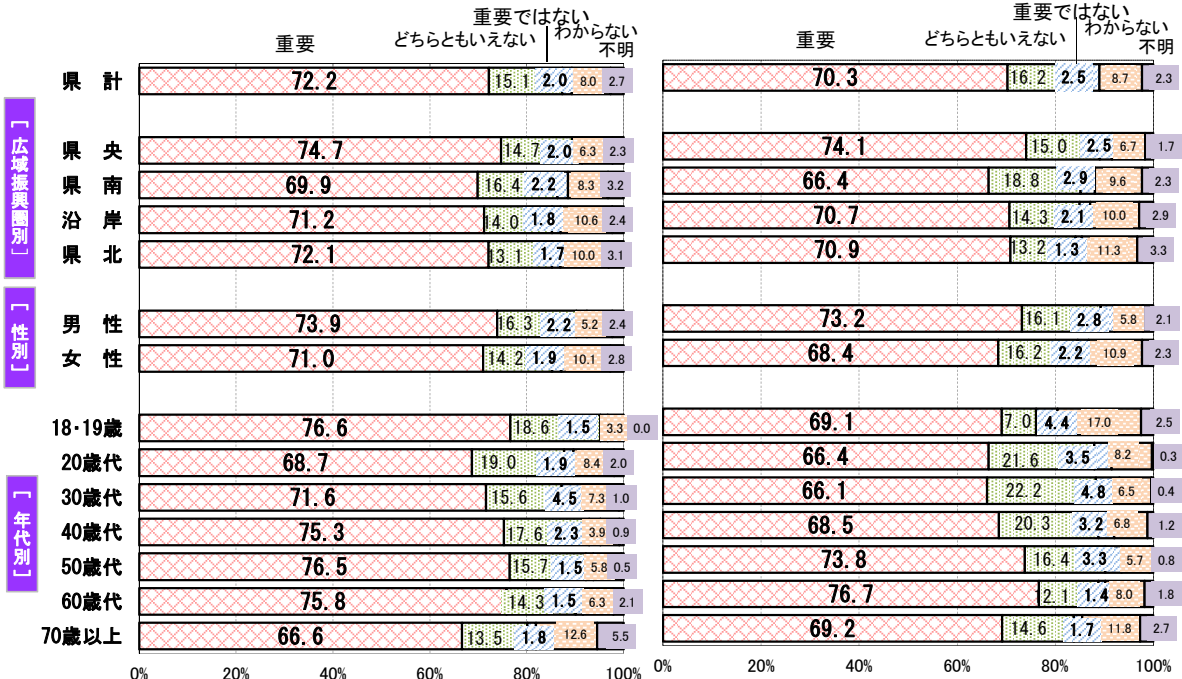 重要ではない
重要 どちらともいえない わからない
不明
県 計 72.2 15.1 2.0 8.0 2.7
[広域振興圏別]
県 央 74.7 14.7 2.0 6.3 2.3
県 南 69.9 16.4 2.2 8.3 3.2
沿 岸 71.2 14.0 1.8 10.6 2.4
県 北 72.1 13.1 1.7 10.0 3.1
[性別]
男 性 73.9 16.3 2.2 5.2 2.4
女 性 71.0 14.2 1.9 10.1 2.8
[年代別]
18・19歳 76.6 18.6 1.5 3.3 0.0
20歳代 68.7 19.0 1.9 8.4 2.0
30歳代 71.6 15.6 4.5 7.3 1.0
40歳代 75.3 17.6 2.3 3.9 0.9
50歳代 76.5 15.7 1.5 5.8 0.5
60歳代 75.8 14.3 1.5 6.3 2.1
70歳以上 66.6 13.5 1.8 12.6 5.5
0% 20% 40% 60% 80% 100%
重要ではない
重要 どちらともいえない わからない
不明
70.3 16.2 2.5 8.7 2.3
74.1 15.0 2.5 6.7 1.7
66.4 18.8 2.9 9.6 2.3
70.7 14.3 2.1 10.0 2.9
70.9 13.2 1.3 11.3 3.3
73.2 16.1 2.8 5.8 2.1
68.4 16.2 2.2 10.9 2.3
69.1 7.0 4.4 17.0 2.5
66.4 21.6 3.5 8.2 0.3
66.1 22.2 4.8 6.5 0.4
68.5 20.3 3.2 6.8 1.2
73.8 16.4 3.3 5.7 0.8
76.7 12.1 1.4 8.0 1.8
69.2 14.6 1.7 11.8 2.7
0% 20% 40% 60% 80% 100%